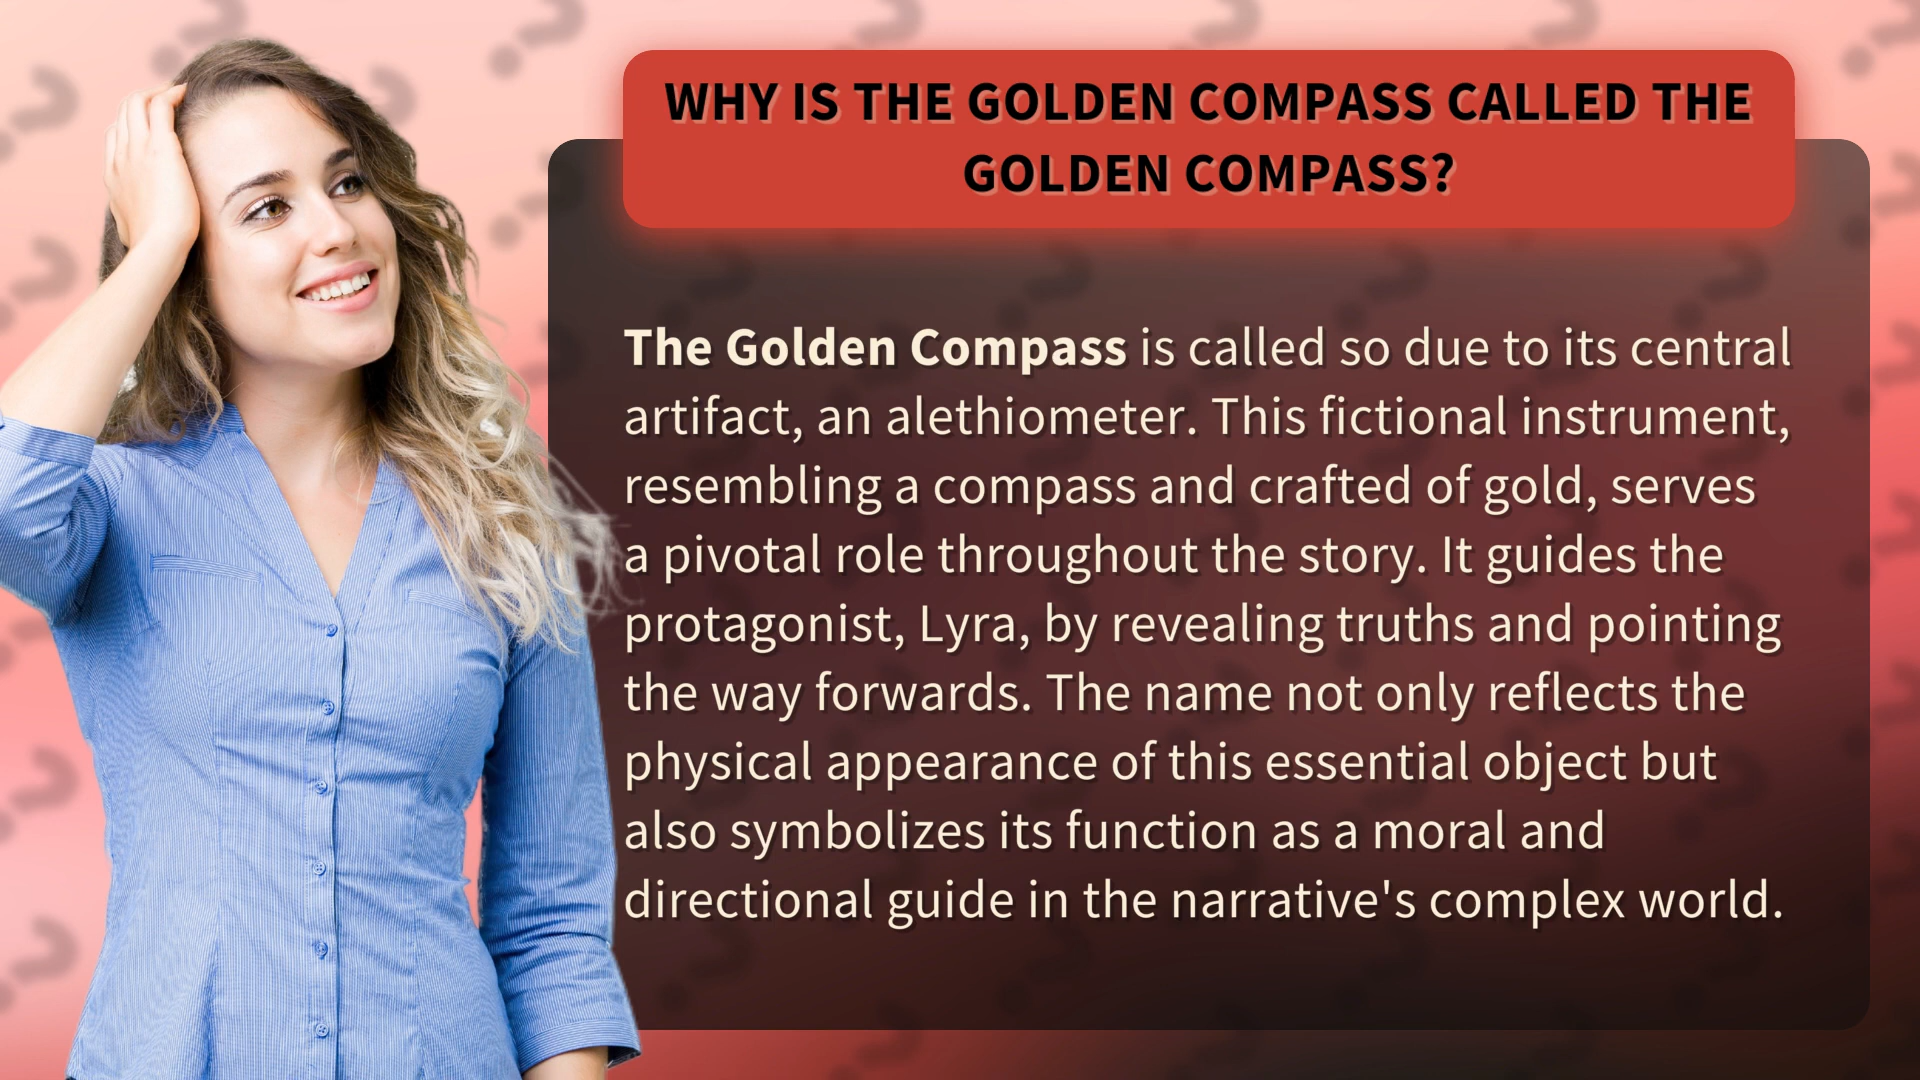 WHY IS THE GOLDEN COMPASS CALLED THE
GOLDEN COMPASS?
The Golden Compass is called so due to its central
artifact, an alethiometer. This fictional instrument,
resembling a compass and crafted of gold, serves
a pivotal role throughout the story. It guides the
protagonist, Lyra, by revealing truths and pointing
the way forwards. The name not only reflects the
physical appearance of this essential object but
also symbolizes its function as a moral and
directional guide in the narrative's complex world.